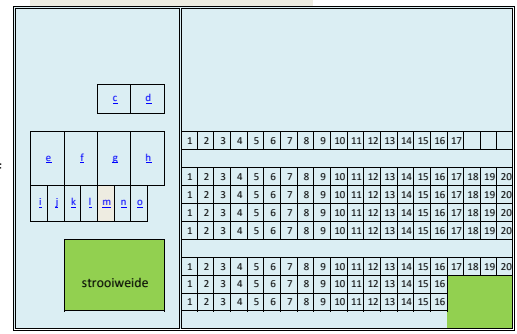 c d
e f g h
i j k l m n o
strooiweide
1 2 3 4 5 6 7 8 9 10 11 12 13 14 15 16 17
1 2 3 4 5 6 7 8 9 10 11 12 13 14 15 16 17 18 19 20
1 2 3 4 5 6 7 8 9 10 11 12 13 14 15 16 17 18 19 20
1 2 3 4 5 6 7 8 9 10 11 12 13 14 15 16 17 18 19 20
1 2 3 4 5 6 7 8 9 10 11 12 13 14 15 16 17 18 19 20
1 2 3 4 5 6 7 8 9 10 11 12 13 14 15 16 17 18 19 20
1 2 3 4 5 6 7 8 9 10 11 12 13 14 15 16
1 2 3 4 5 6 7 8 9 10 11 12 13 14 15 16